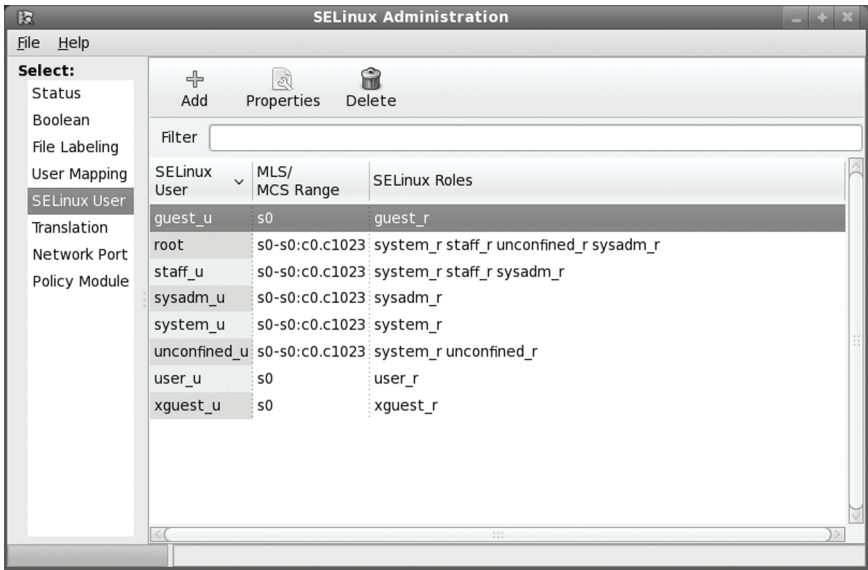 SELinux Administration
File Help
Select:
Status
Boolean
File Labeling
User Mapping
SELinux User
Translation
Network Port
Policy Module
Add Properties Delete
Filter
SELinux User MLS/ MCS Range SELinux Roles
guest_u s0 guest_r
root s0-s0:c0.c1023 system_r staff_r unconfined_r sysadm_r
staff_u s0-s0:c0.c1023 system_r staff_r sysadm_r
sysadm_u s0-s0:c0.c1023 sysadm_r
system_u s0-s0:c0.c1023 system_r
unconfined_u s0-s0:c0.c1023 system_r unconfined_r
user_u s0 user_r
xguest_u s0 xguest_r